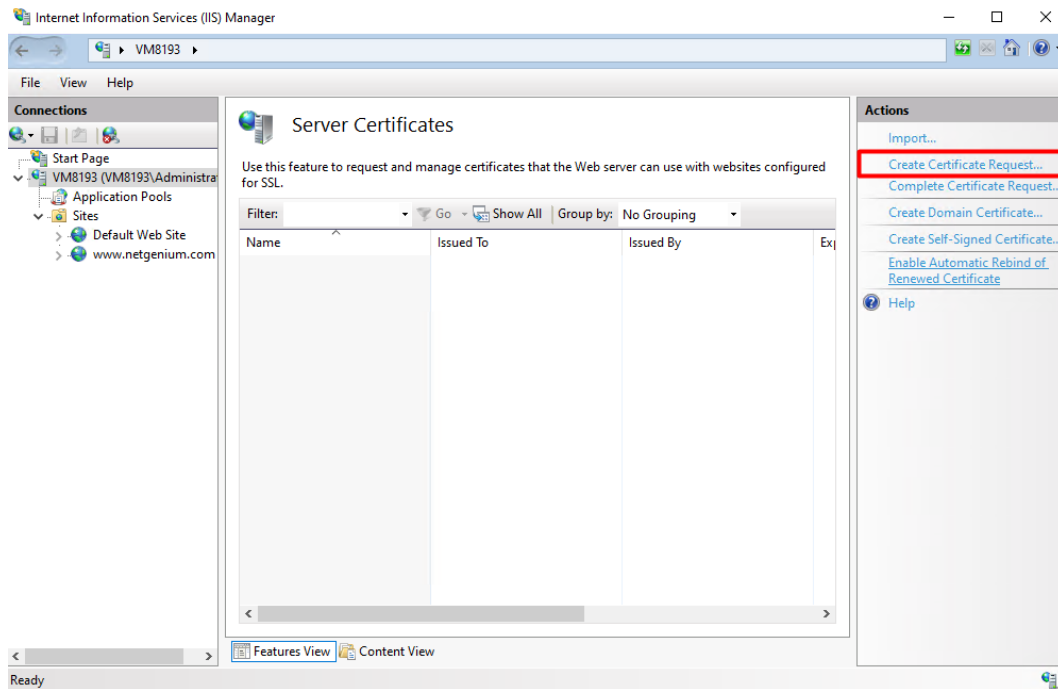 Internet Information Services (IIS) Manager
VM8193
File View Help
Connections
Start Page
VM8193 (VM8193\Administra
Application Pools
Sites
Default Web Site
www.netgenium.com
Server Certificates
Use this feature to request and manage certificates that the Web server can use with websites configured
for SSL.
Filter: Go Show All Group by: No Grouping
Name Issued To Issued By Exp
Features View Content View
Actions
Import...
Create Certificate Request...
Complete Certificate Request..
Create Domain Certificate...
Create Self-Signed Certificate..
Enable Automatic Rebind of
Renewed Certificate
Help
Ready